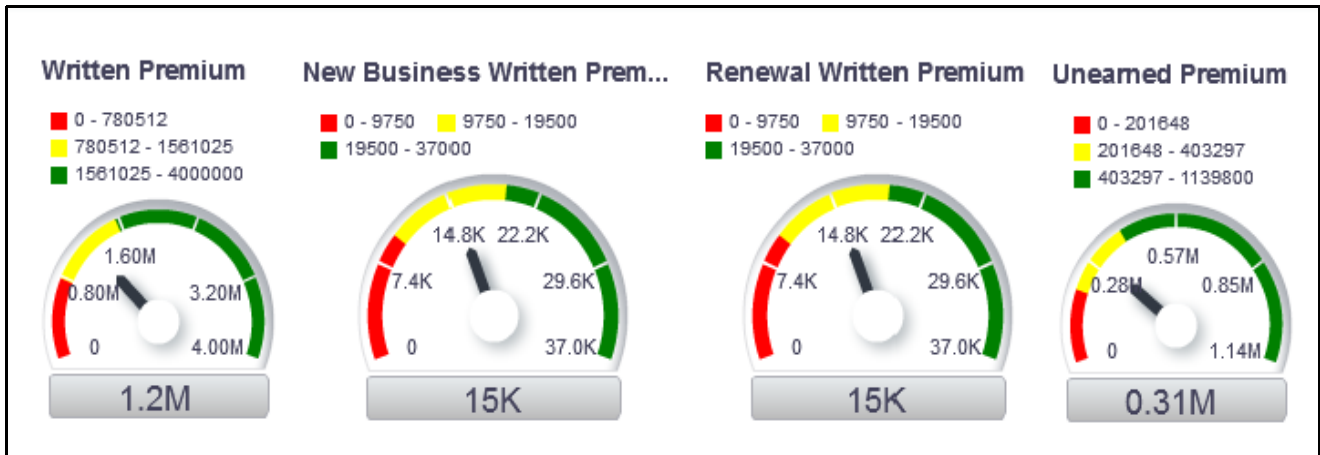 Written Premium
0 - 780512
780512 - 1561025
1561025 - 4000000
1.60M
0.80M 3.20M
0 4.00M
1.2M
New Business Written Prem...
0 - 9750 9750 - 19500
19500 - 37000
14.8K 22.2K
7.4K 29.6K
0 37.0K
15K
Renewal Written Premium
0 - 9750 9750 - 19500
19500 - 37000
14.8K 22.2K
7.4K 29.6K
0 37.0K
15K
Unearned Premium
0 - 201648
201648 - 403297
403297 - 1139800
0.57M
0.28M 0.85M
0 1.14M
0.31M